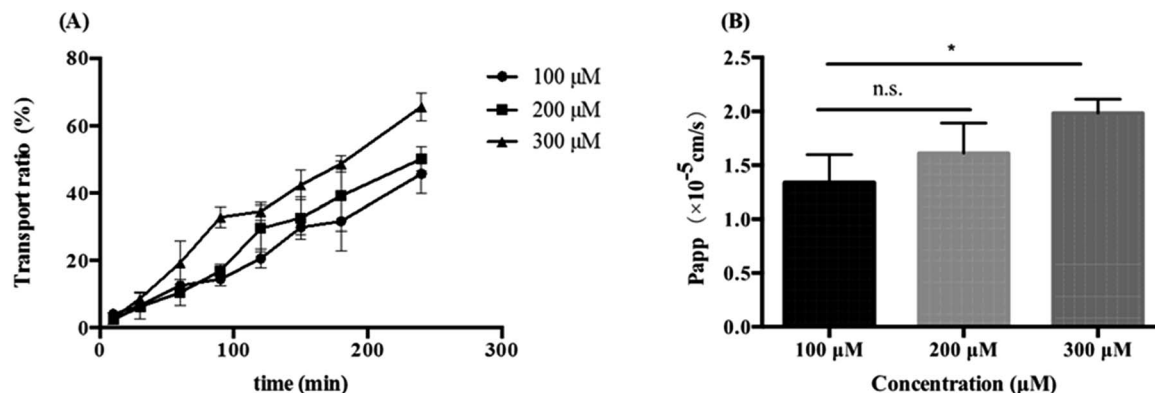 (A)
Transport ratio (%)
80
60
40
20
0
0
100
200
300
time (min)
100 μM
200 μM
300 μM
(B)
Papp (×10⁻⁵cm/s)
2.5
2.0
1.5
1.0
0.5
0.0
*
n.s.
100 μM
200 μM
300 μM
Concentration (μM)